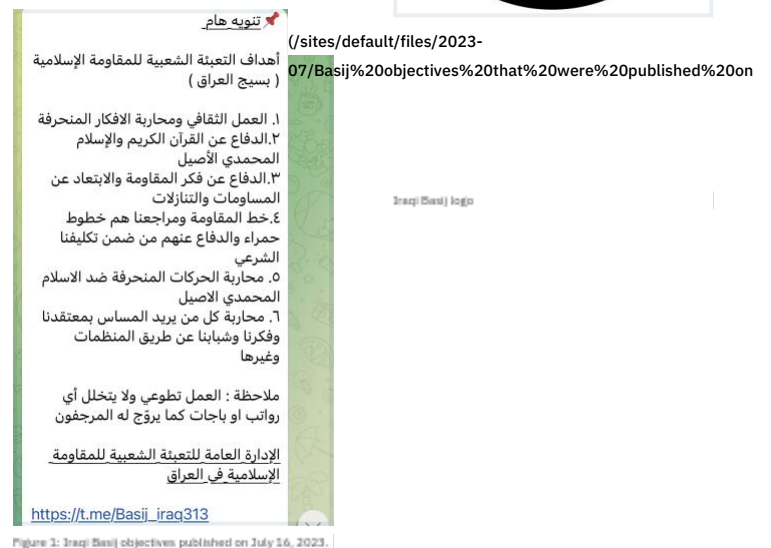 📌 تنويه هام
أهداف التعبئة الشعبية للمقاومة الإسلامية
( بسيج العراق )
١. العمل الثقافي ومحاربة الافكار المنحرفة
٢.الدفاع عن القرآن الكريم والإسلام
المحمدي الأصيل
٣.الدفاع عن فكر المقاومة والابتعاد عن
المساومات والتنازلات
٤.خط المقاومة ومراجعنا هم خطوط
حمراء والدفاع عنهم من ضمن تكليفنا
الشرعي
٥. محاربة الحركات المنحرفة ضد الاسلام
المحمدي الاصيل
٦. محاربة كل من يريد المساس بمعتقدنا
وفكرنا وشبابنا عن طريق المنظمات
وغيرها
ملاحظة : العمل تطوعي ولا يتخلل أي
رواتب او باجات كما يروّج له المرجفون
الإدارة العامة للتعبئة الشعبية للمقاومة
الإسلامية في العراق
https://t.me/Basij_iraq313
Figure 1: Iraqi Basij objectives published on July 16, 2023.
(/sites/default/files/2023-
07/Basij%20objectives%20that%20were%20published%20on
Iraqi Basij logo